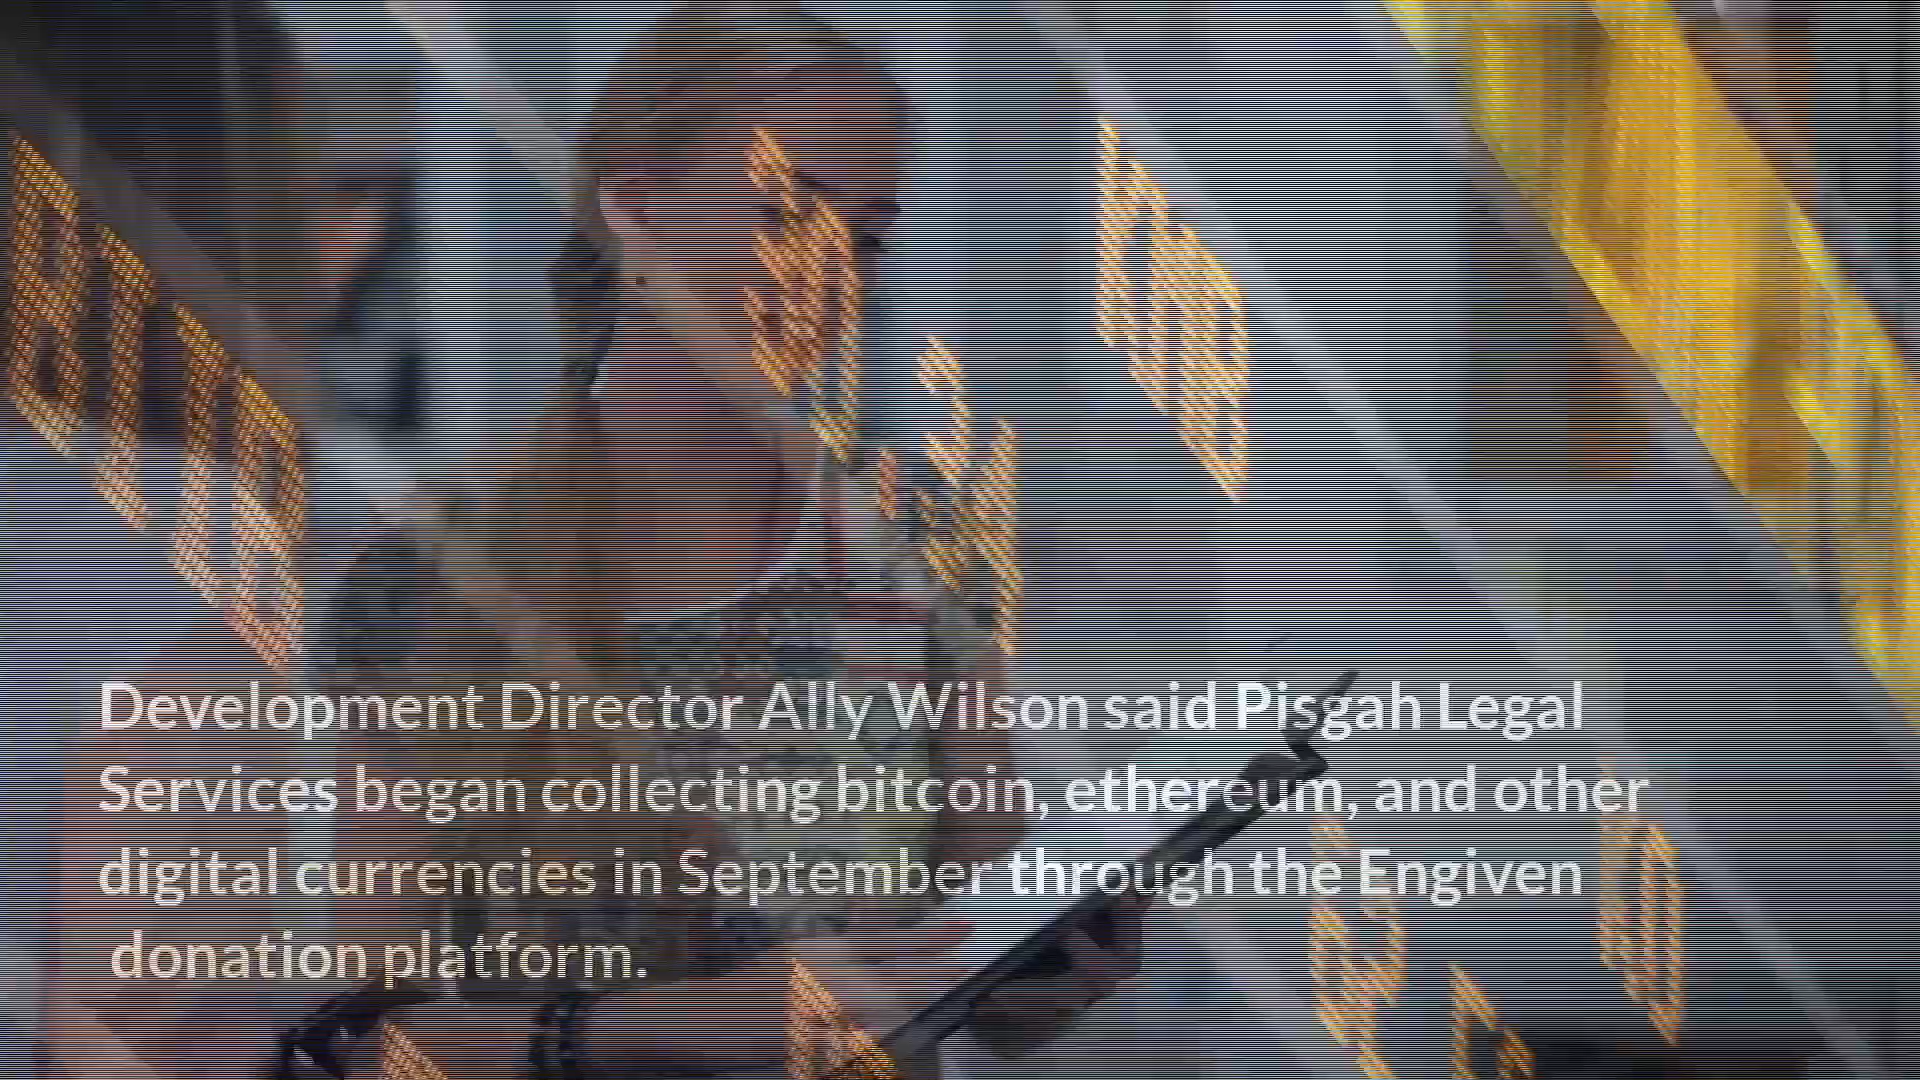 Development Director Ally Wilson said Pisgah Legal
Services began collecting bitcoin, ethereum, and other
digital currencies in September through the Engiven
donation platform.